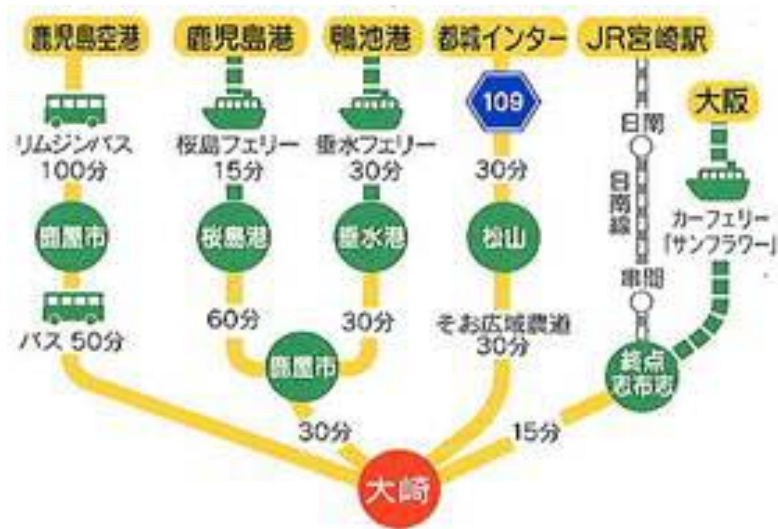 鹿児島空港
鹿児島港
鴨池港
都城インター
JR宮崎駅
大阪
109
リムジンバス
100分
桜島フェリー
15分
垂水フェリー
30分
30分
日南
日南線
カーフェリー
「サンフラワー」
鹿屋市
桜島港
垂水港
松山
串間
バス 50分
60分
30分
そお広域農道
30分
鹿屋市
終点
志布志
30分
15分
大崎